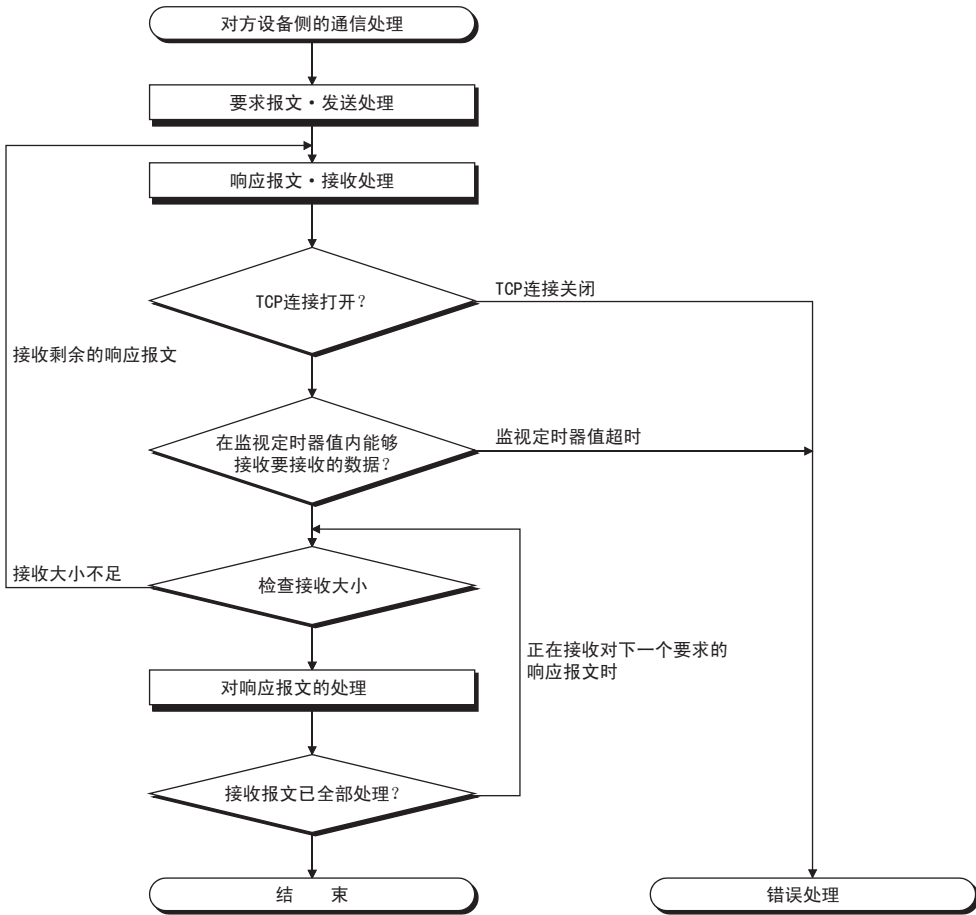 对方设备侧的通信处理
要求报文·发送处理
响应报文·接收处理
TCP连接打开?
TCP连接关闭
接收剩余的响应报文
在监视定时器值内能够
接收要接收的数据?
监视定时器值超时
接收大小不足
检查接收大小
正在接收对下一个要求的
响应报文时
对响应报文的处理
接收报文已全部处理?
结 束
错误处理